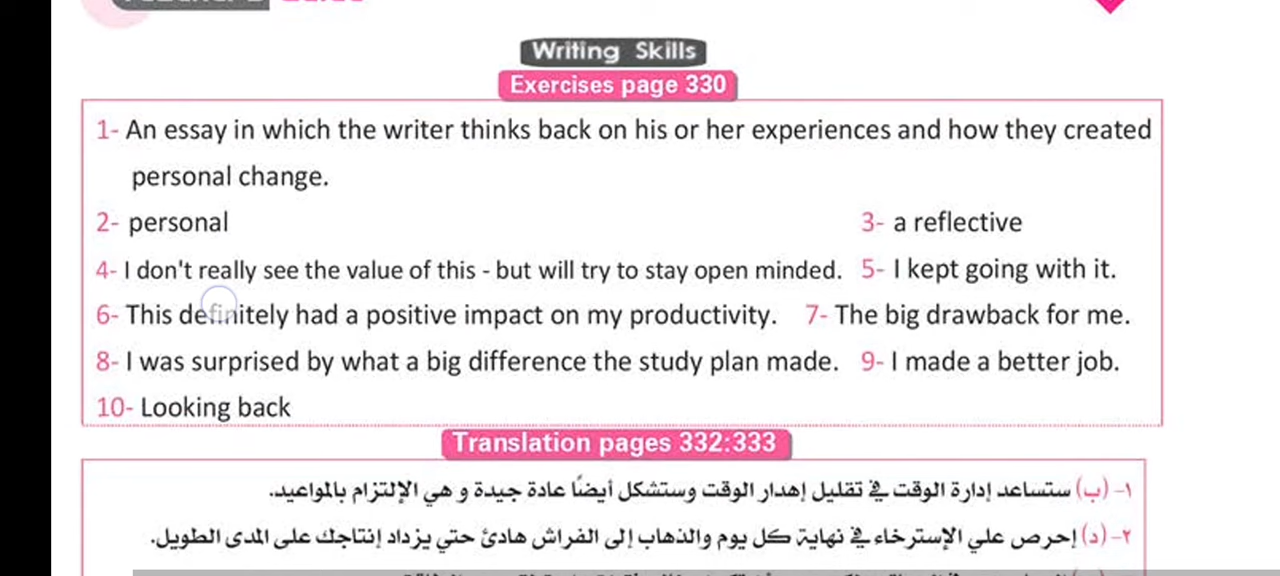 Writing Skills
Exercises page 330
1- An essay in which the writer thinks back on his or her experiences and how they created
personal change.
2- personal 3- a reflective
4- I don't really see the value of this - but will try to stay open minded. 5- I kept going with it.
6- This definitely had a positive impact on my productivity. 7- The big drawback for me.
8- I was surprised by what a big difference the study plan made. 9- I made a better job.
10- Looking back
Translation pages 332:333
١- (ب) ستساعد إدارة الوقت في تقليل إهدار الوقت وستشكل أيضًا عادة جيدة و هي الإلتزام بالمواعيد.
٢- (د) إحرص علي الإسترخاء في نهاية كل يوم والذهاب إلى الفراش هادئ حتي يزداد إنتاجك على المدى الطويل.